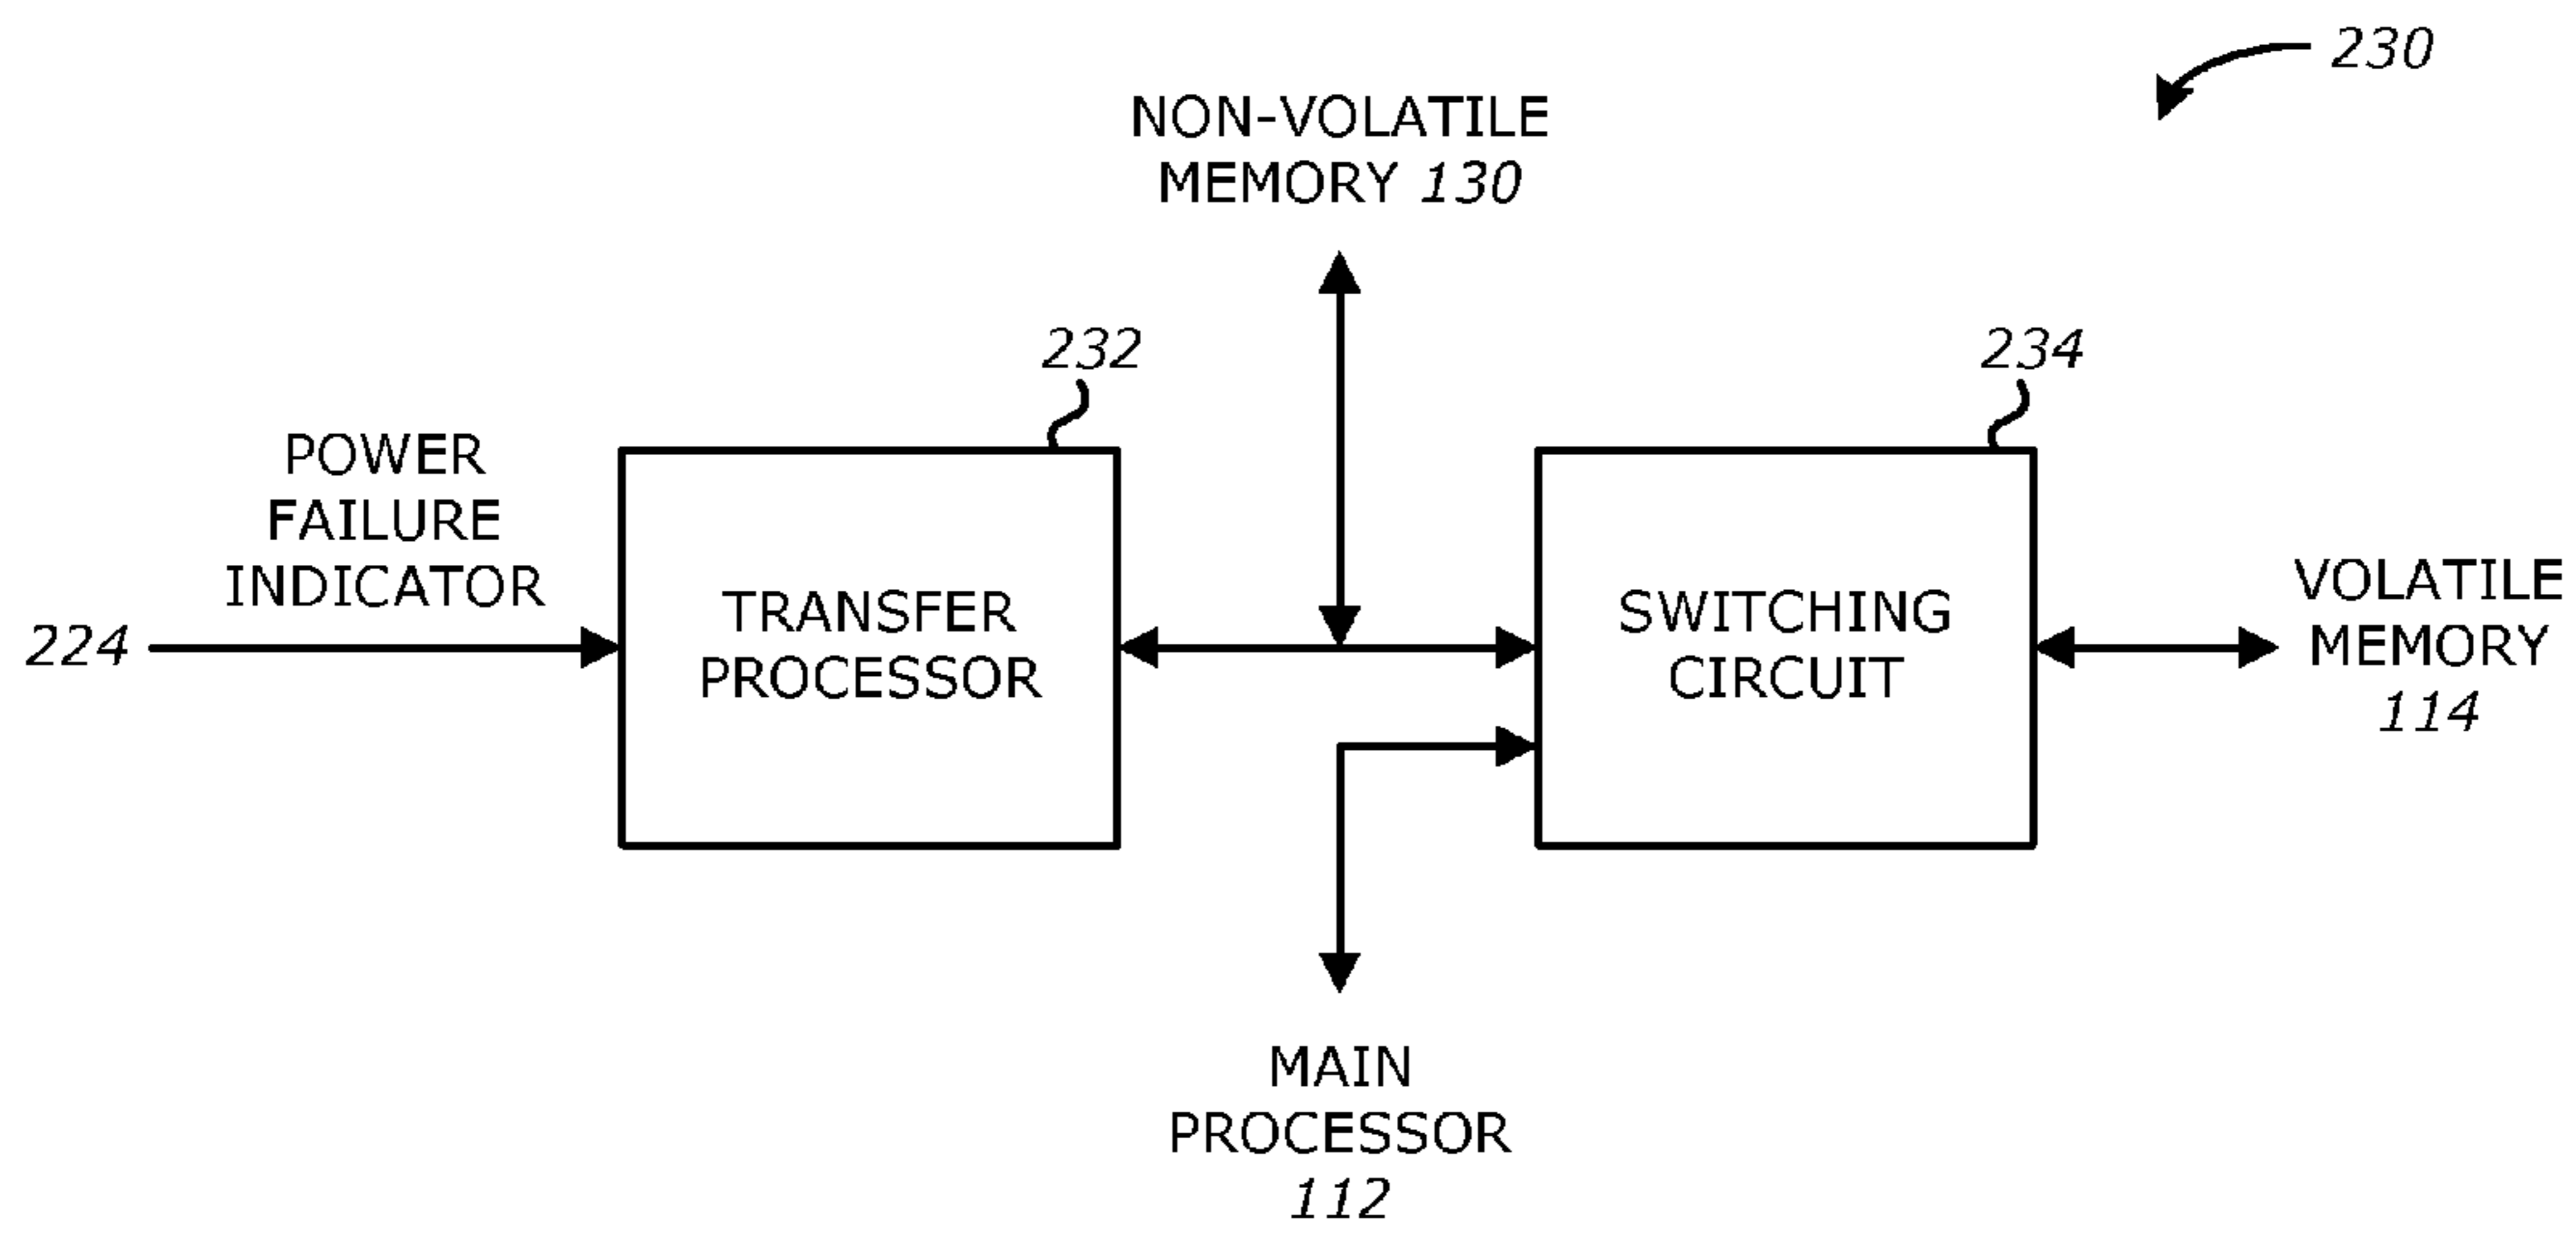 230
NON-VOLATILE
MEMORY 130
232
234
POWER
FAILURE
INDICATOR
224
TRANSFER
PROCESSOR
SWITCHING
CIRCUIT
VOLATILE
MEMORY
114
MAIN
PROCESSOR
112